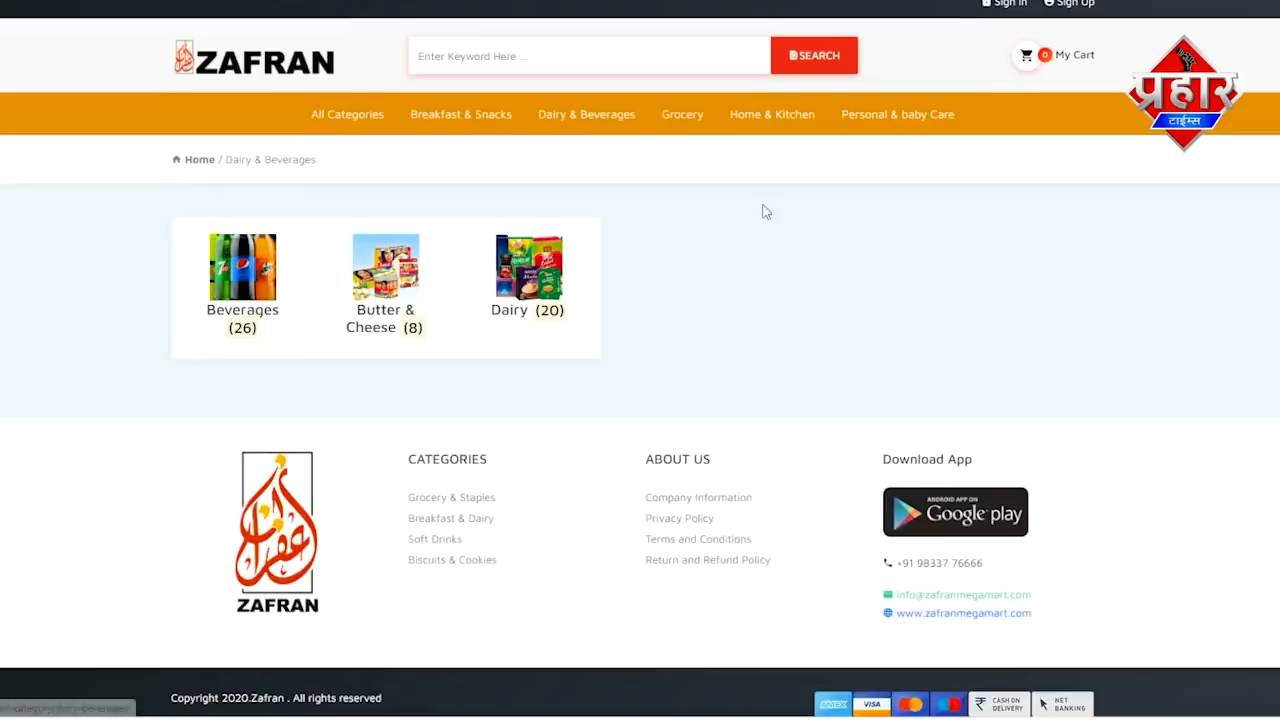 Sign In Sign Up
ZAFRAN
Enter Keyword Here ...
SEARCH
0 My Cart
प्रहार
टाईम्स
All Categories Breakfast & Snacks Dairy & Beverages Grocery Home & Kitchen Personal & baby Care
Home / Dairy & Beverages
Beverages
(26)
Butter &
Cheese (8)
Dairy (20)
ZAFRAN
CATEGORIES
Grocery & Staples
Breakfast & Dairy
Soft Drinks
Biscuits & Cookies
ABOUT US
Company Information
Privacy Policy
Terms and Conditions
Return and Refund Policy
Download App
ANDROID APP ON
Google play
+91 98337 76666
info@zafranmegamart.com
www.zafranmegamart.com
Copyright 2020.Zafran . All rights reserved
AMEX VISA
CASH ON
DELIVERY
NET
BANKING